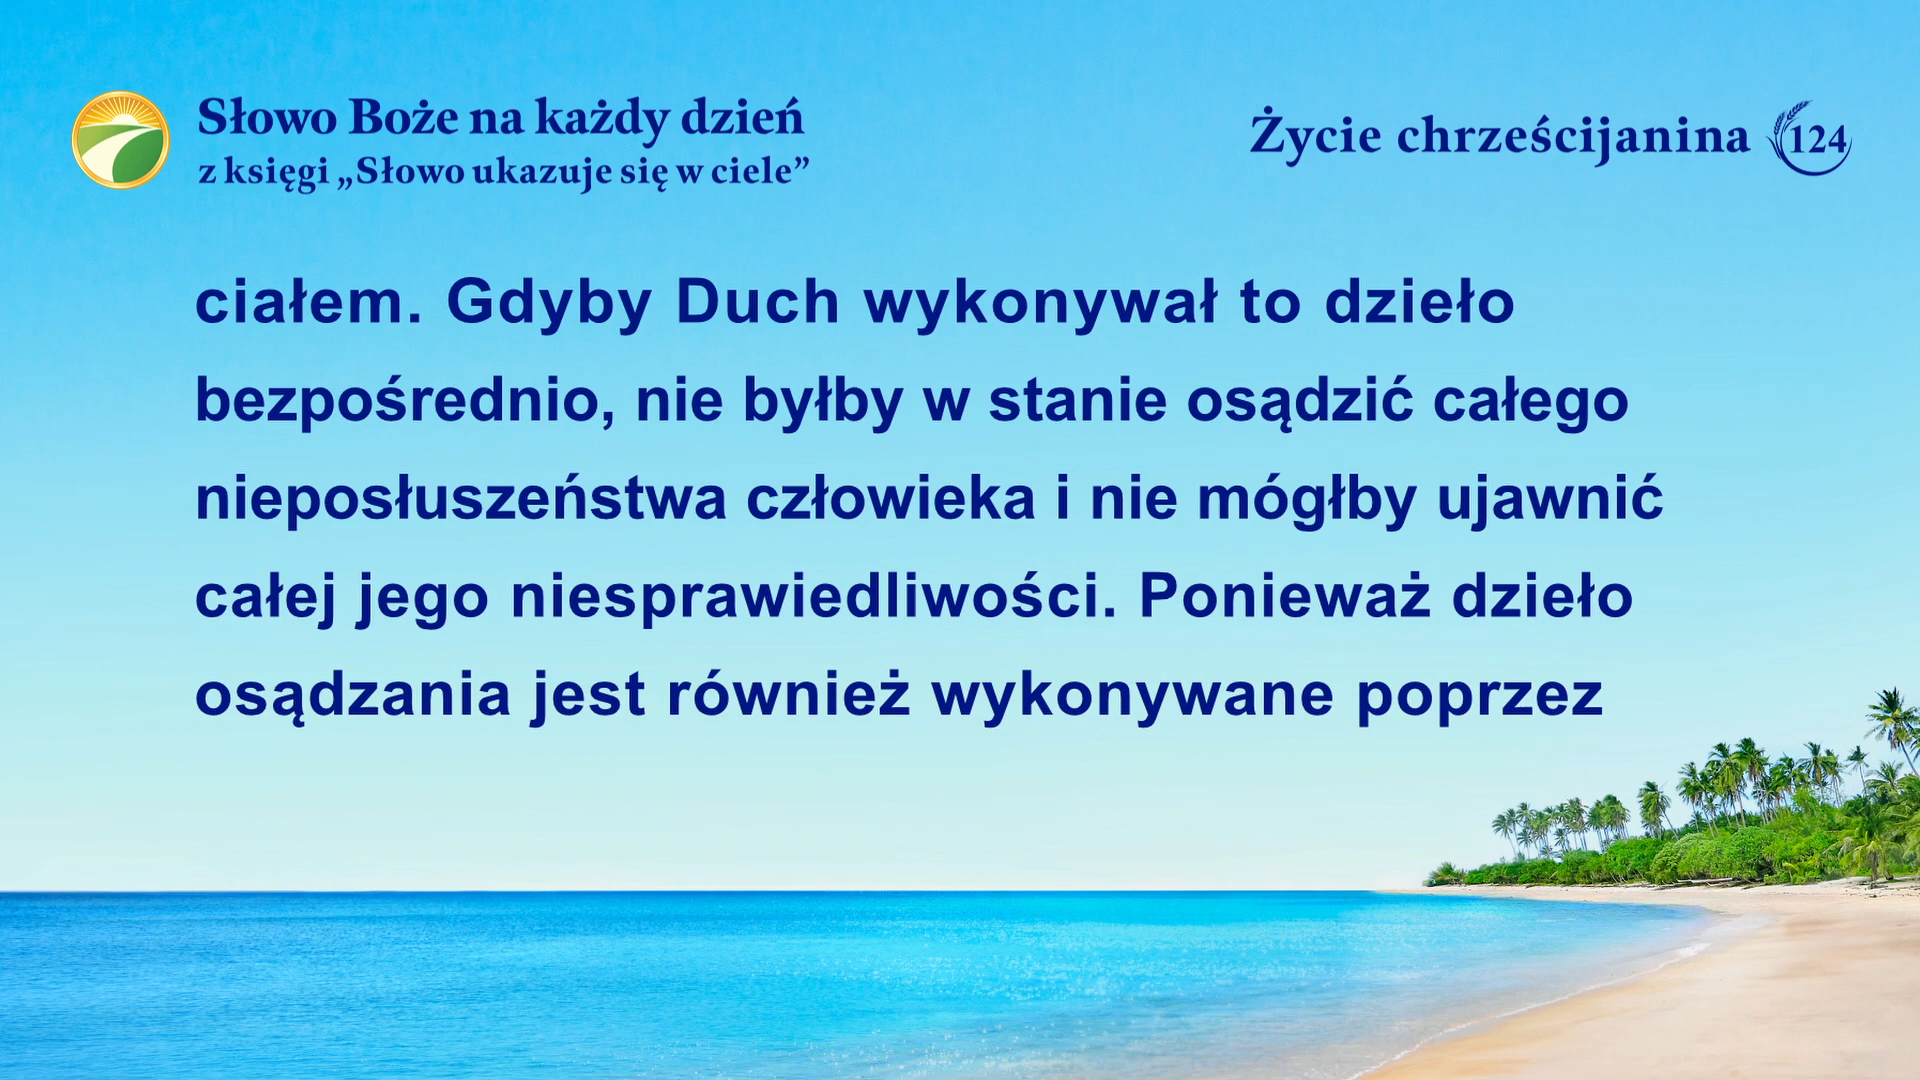 Słowo Boże na każdy dzień
z księgi „Słowo ukazuje się w ciele”
Życie chrześcijanina 124
ciałem. Gdyby Duch wykonywał to dzieło
bezpośrednio, nie byłby w stanie osądzić całego
nieposłuszeństwa człowieka i nie mógłby ujawnić
całej jego niesprawiedliwości. Ponieważ dzieło
osądzania jest również wykonywane poprzez